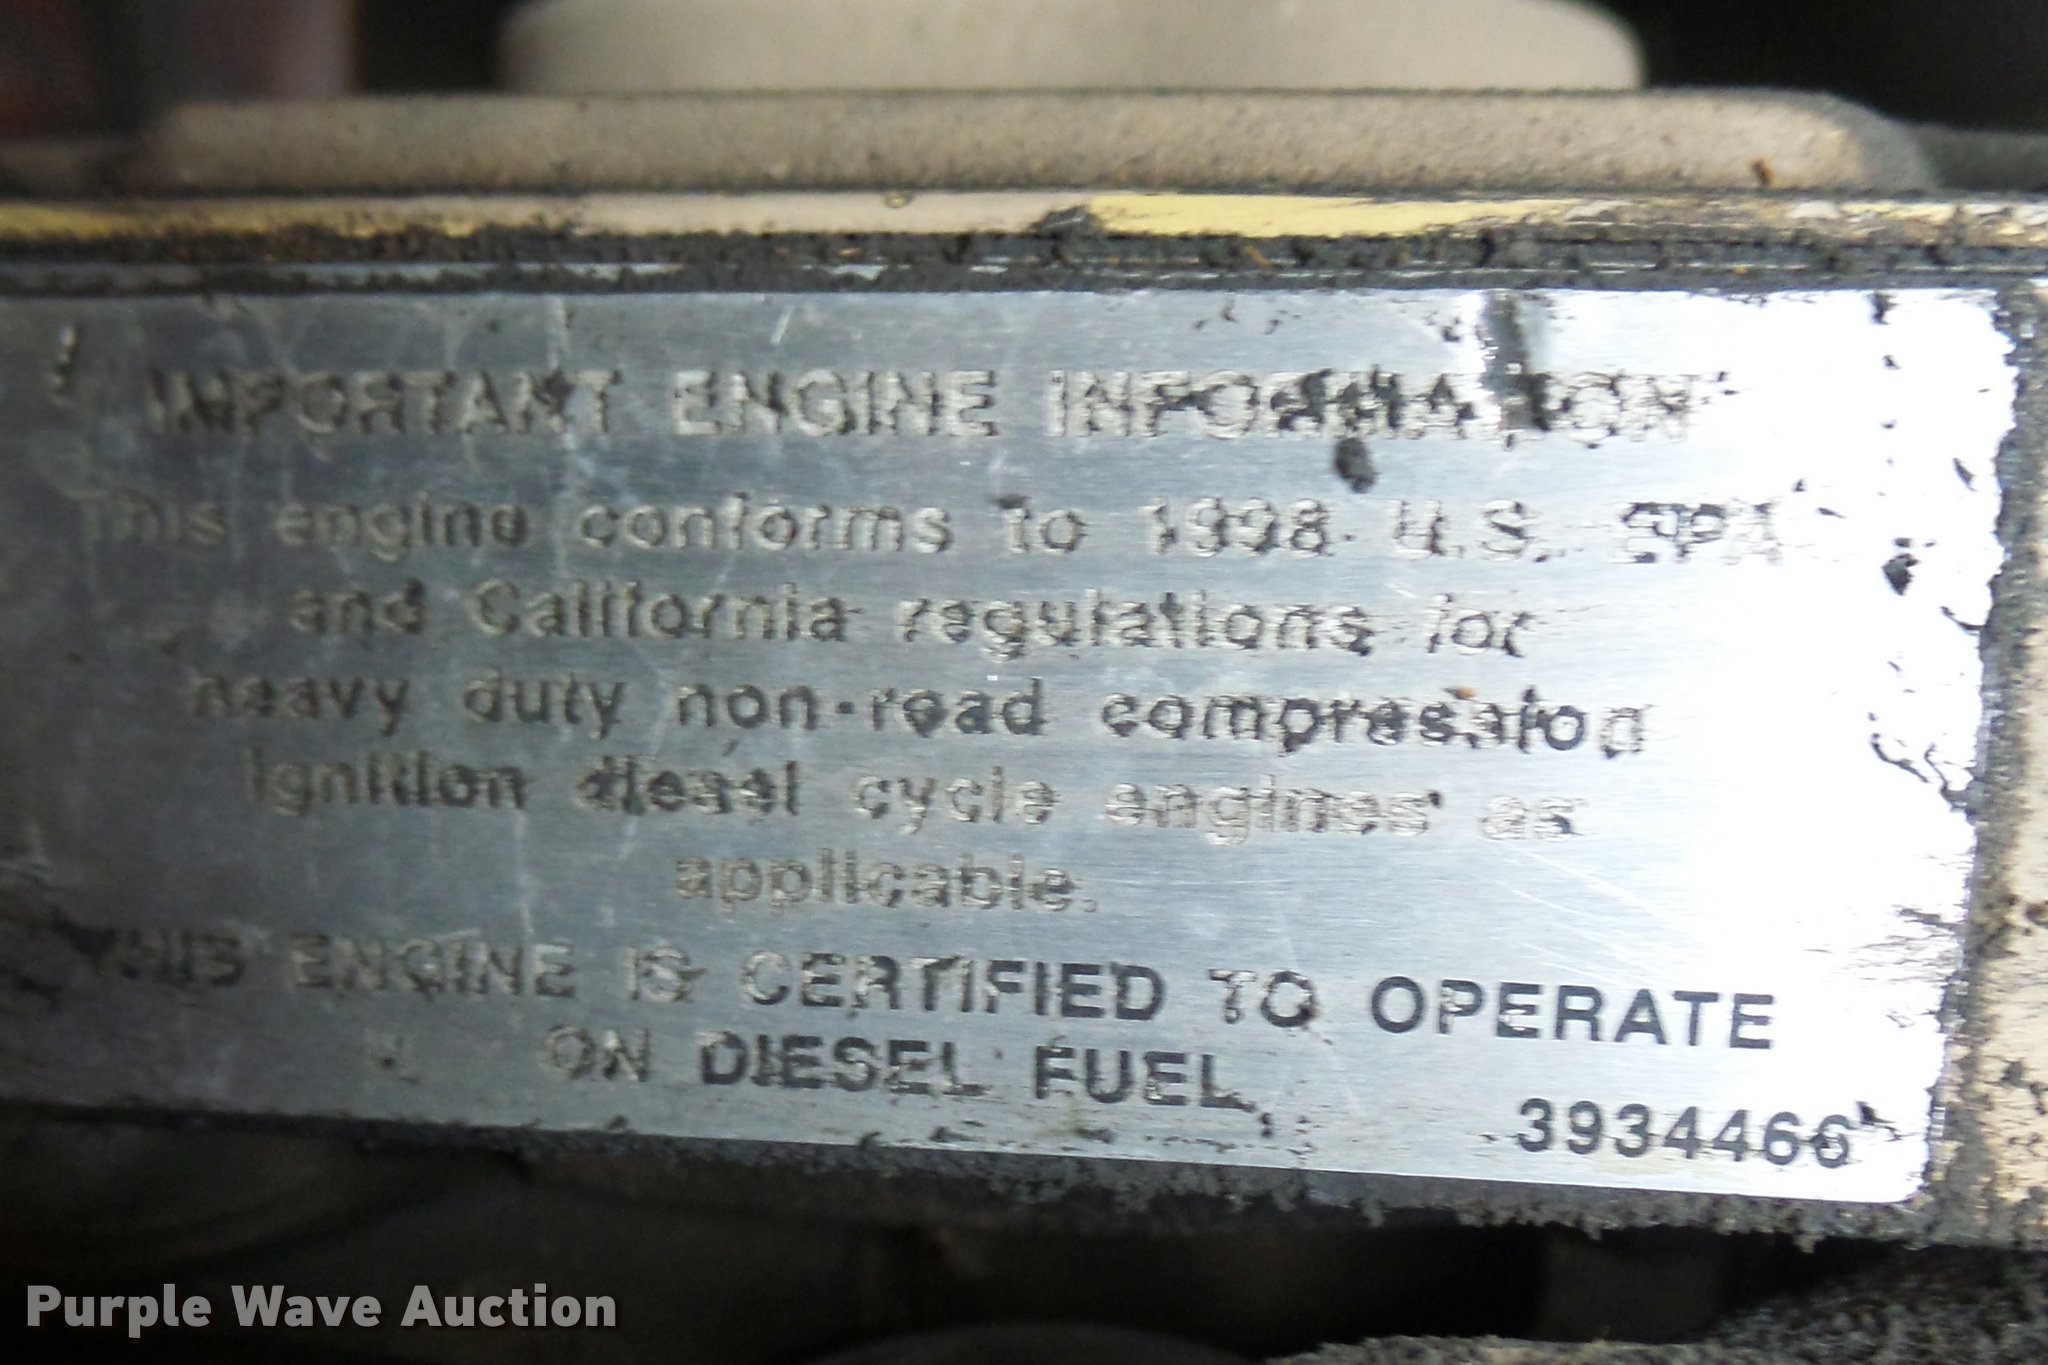 IMPORTANT ENGINE INFORMATION
This engine conforms to 1998 U.S. EPA
and California regulations for
heavy duty non-road compression
ignition diesel cycle engines as
applicable.
THIS ENGINE IS CERTIFIED TO OPERATE
ON DIESEL FUEL.
3934466
Purple Wave Auction